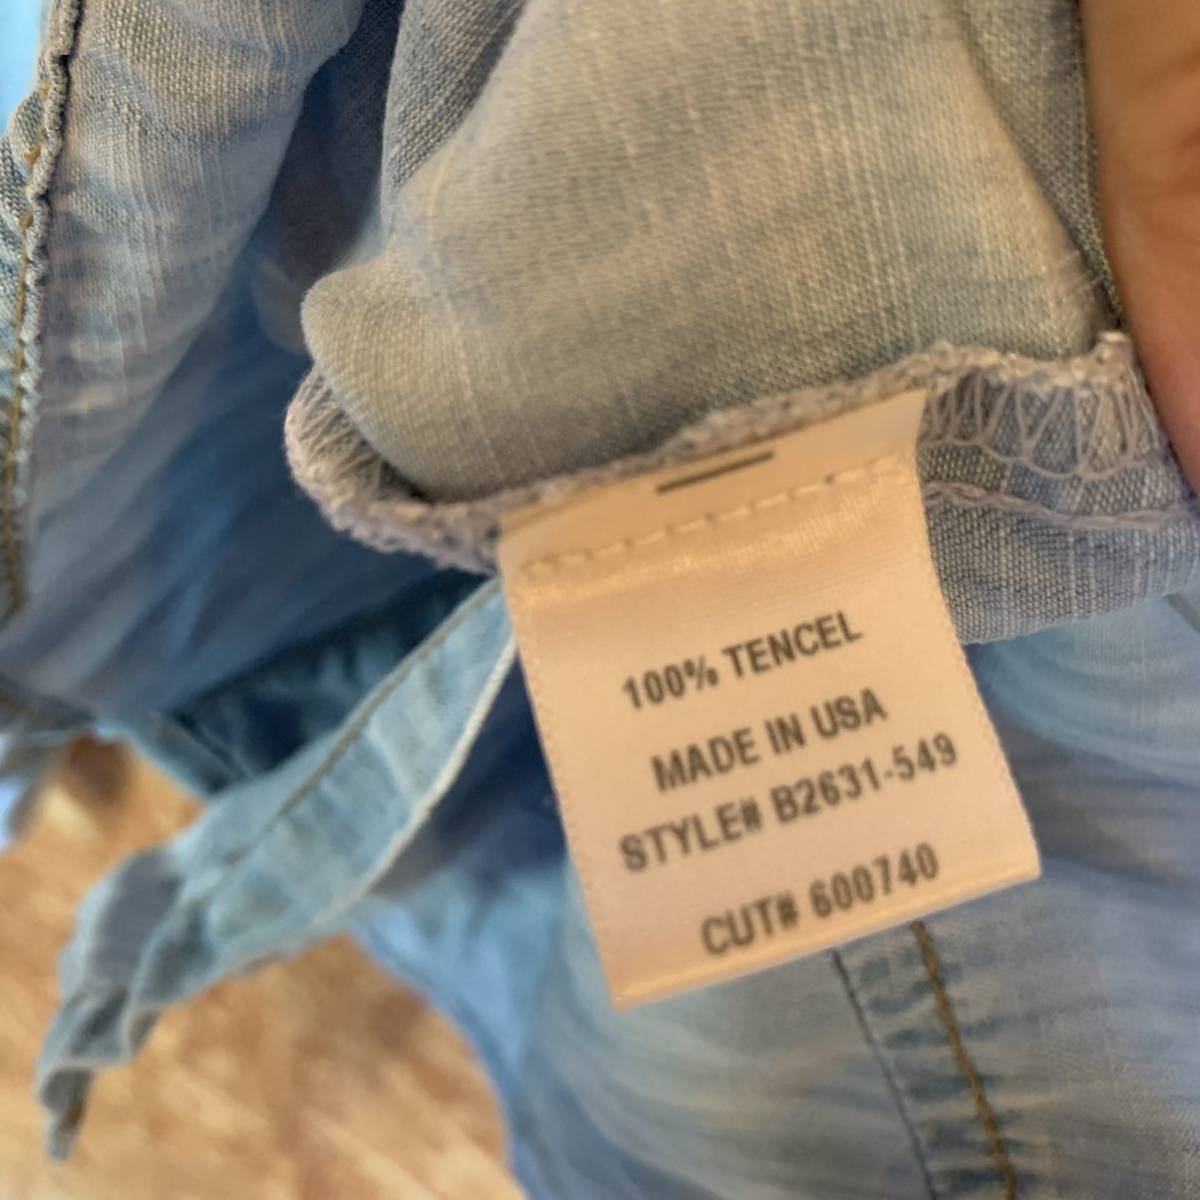 100% TENCEL
MADE IN USA
STYLE# B2631-549
CUT# 600740